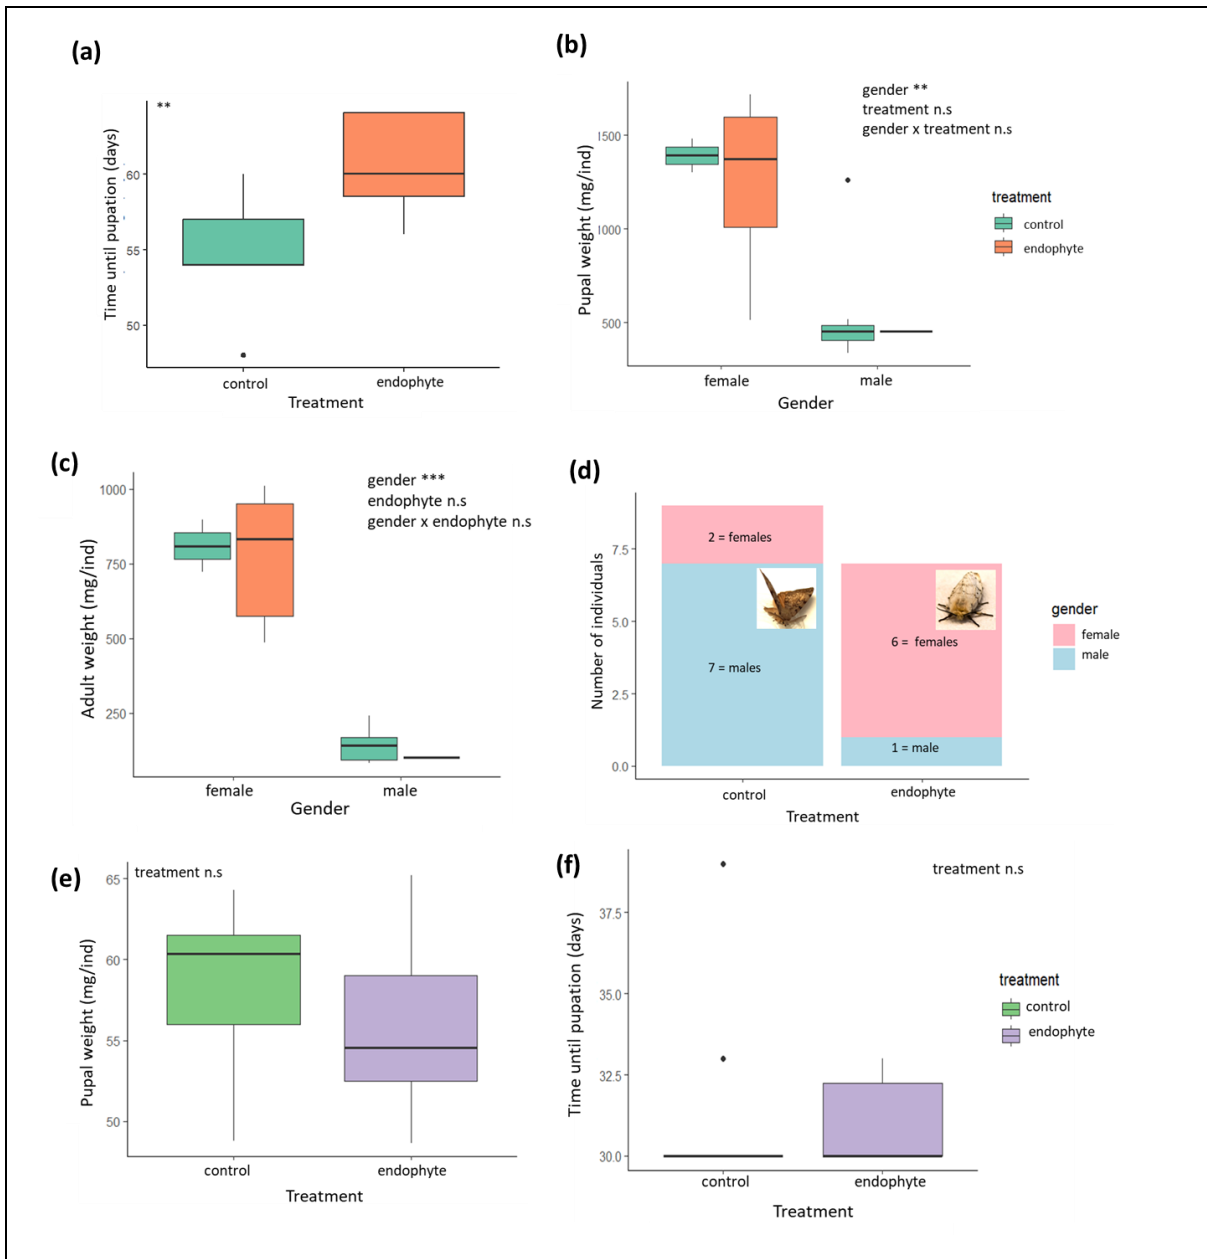 (a)
**
Time until pupation (days)
60
55
50
control
endophyte
Treatment
(b)
gender **
treatment n.s
gender x treatment n.s
Pupal weight (mg/ind)
1500
1000
500
female
male
Gender
treatment
control
endophyte
(c)
gender ***
endophyte n.s
gender x endophyte n.s
Adult weight (mg/ind)
1000
750
500
250
female
male
Gender
(d)
Number of individuals
7.5
5.0
2.5
0.0
2 = females
7 = males
6 = females
1 = male
control
endophyte
Treatment
gender
female
male
(e)
treatment n.s
Pupal weight (mg/ind)
65
60
55
50
control
endophyte
Treatment
(f)
treatment n.s
Time until pupation (days)
37.5
35.0
32.5
30.0
control
endophyte
Treatment
treatment
control
endophyte